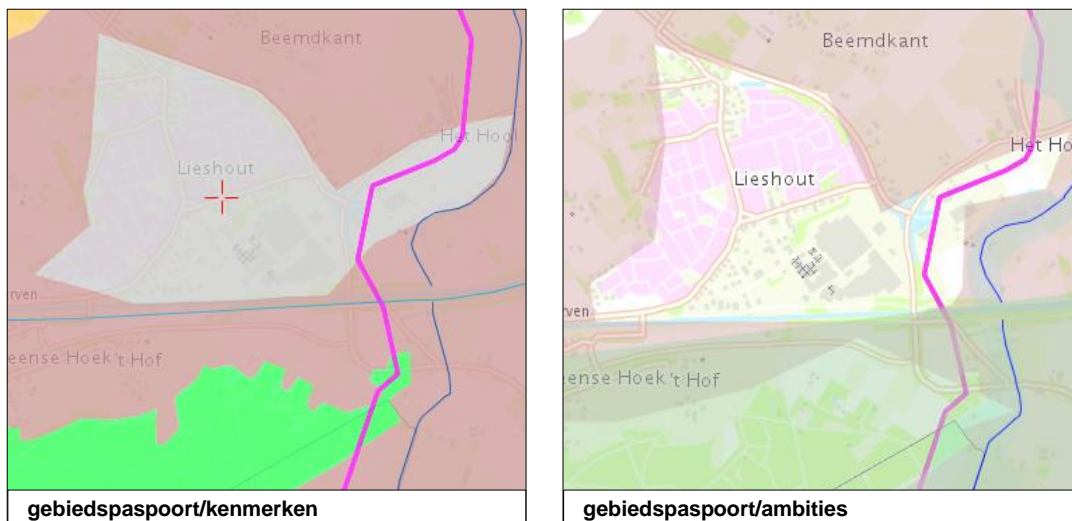 Beemdkant
Het Hool
Lieshout
rven
eense Hoek 't Hof
gebiedspaspoort/kenmerken
Beemdkant
Het Ho
Lieshout
rven
eense Hoek 't Hof
gebiedspaspoort/ambities